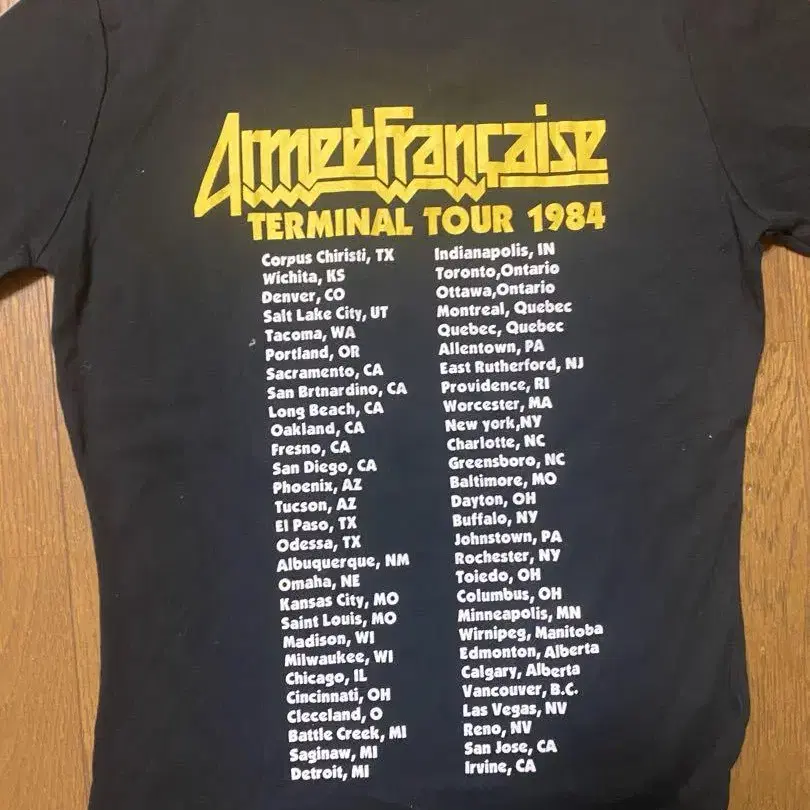 Armée française
TERMINAL TOUR 1984
Corpus Chiristi, TX
Wichita, KS
Denver, CO
Salt Lake City, UT
Tacoma, WA
Portland, OR
Sacramento, CA
San Brtnardino, CA
Long Beach, CA
Oakland, CA
Fresno, CA
San Diego, CA
Phoenix, AZ
Tucson, AZ
El Paso, TX
Odessa, TX
Albuquerque, NM
Omaha, NE
Kansas City, MO
Saint Louis, MO
Madison, WI
Milwaukee, WI
Chicago, IL
Cincinnati, OH
Cleceland, O
Battle Creek, MI
Saginaw, MI
Detroit, MI
Indianapolis, IN
Toronto,Ontario
Ottawa,Ontario
Montreal, Quebec
Quebec, Quebec
Allentown, PA
East Rutherford, NJ
Providence, RI
Worcester, MA
New york,NY
Charlotte, NC
Greensboro, NC
Baltimore, MO
Dayton, OH
Buffalo, NY
Johnstown, PA
Rochester, NY
Toiedo, OH
Columbus, OH
Minneapolis, MN
Wirnipeg, Manitoba
Edmonton, Alberta
Calgary, Alberta
Vancouver, B.C.
Las Vegas, NV
Reno, NV
San Jose, CA
Irvine, CA